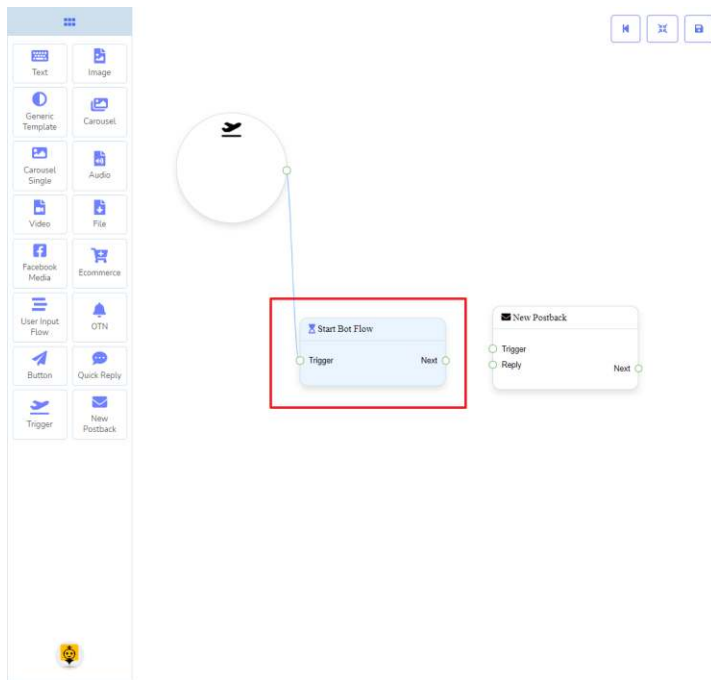 Text
Image
Generic
Template
Carousel
Carousel
Single
Audio
Video
File
Facebook
Media
Ecommerce
User Input
Flow
OTN
Button
Quick Reply
Trigger
New
Postback
Start Bot Flow
Trigger Next
New Postback
Trigger
Reply
Next